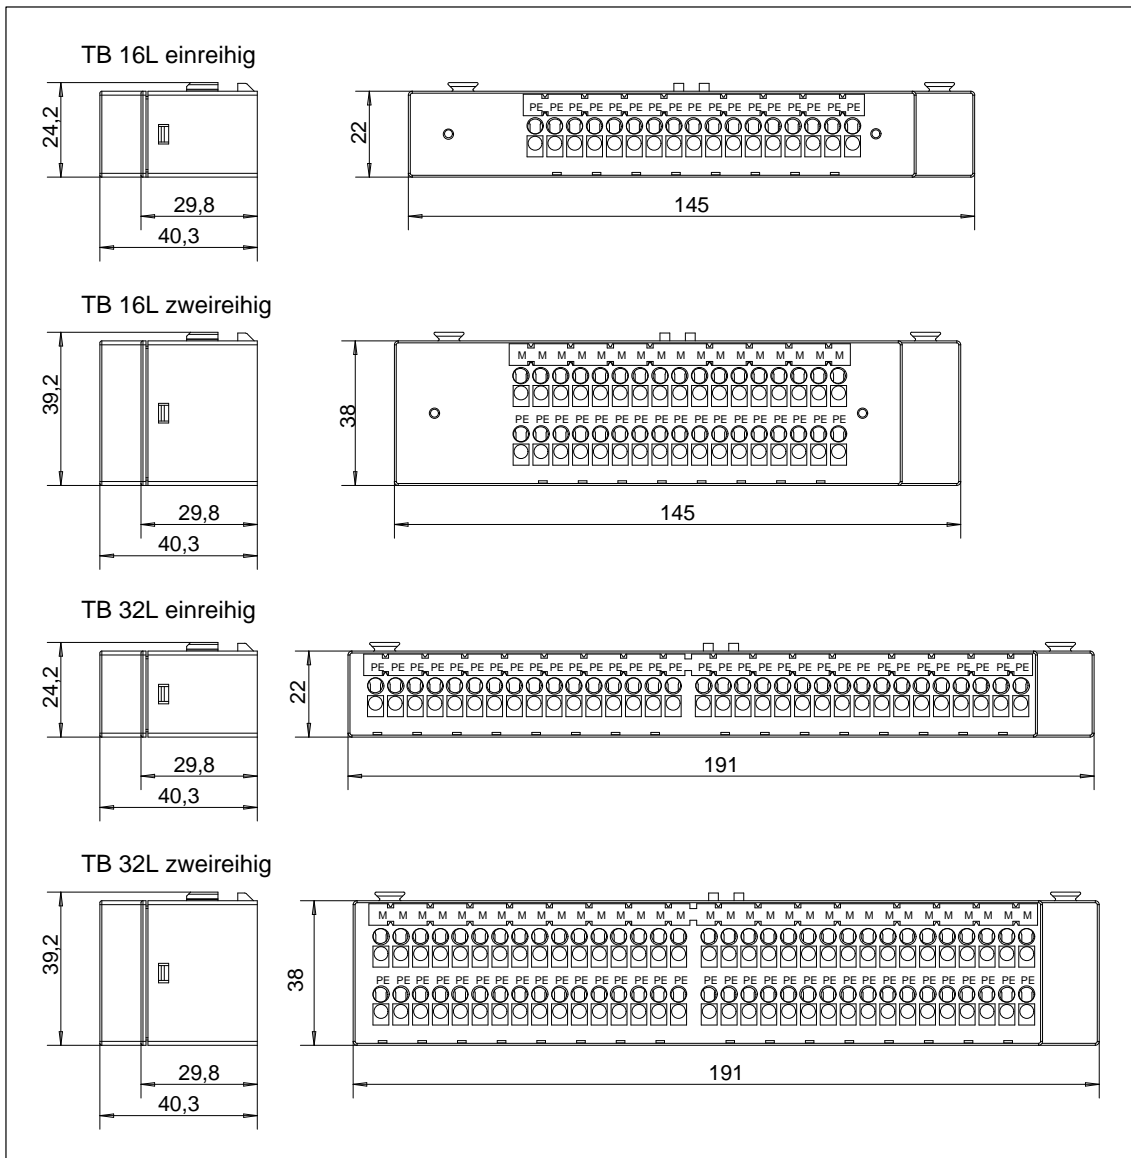 TB 16L einreihig
24,2
29,8
40,3
22
PE PE PE PE PE PE PE PE PE PE PE PE PE PE PE PE PE
145
TB 16L zweireihig
39,2
29,8
40,3
38
M M M M M M M M M M M M M M M M M
PE PE PE PE PE PE PE PE PE PE PE PE PE PE PE PE PE
145
TB 32L einreihig
24,2
29,8
40,3
22
PE PE PE PE PE PE PE PE PE PE PE PE PE PE PE PE PE PE PE PE PE PE PE PE PE PE PE PE PE PE PE PE PE
191
TB 32L zweireihig
39,2
29,8
40,3
38
M M M M M M M M M M M M M M M M M M M M M M M M M M M M M M M M M
PE PE PE PE PE PE PE PE PE PE PE PE PE PE PE PE PE PE PE PE PE PE PE PE PE PE PE PE PE PE PE PE PE
191